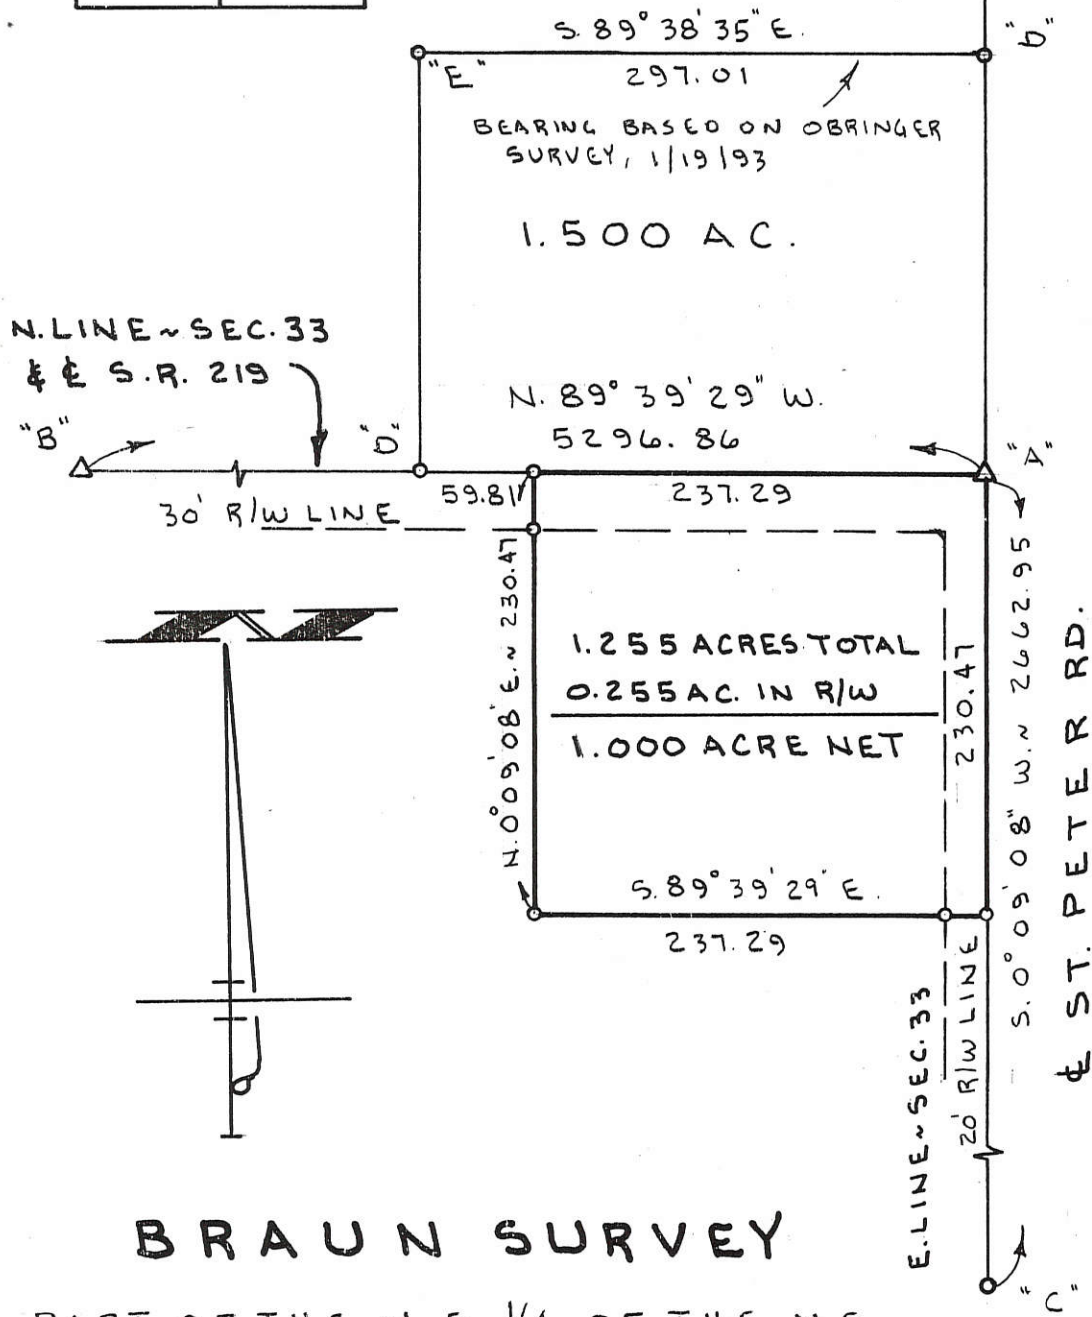 S. 89° 38' 35" E.
"D"
"E"
297.01
BEARING BASED ON OBRINGER
SURVEY, 1/19/93
1.500 AC.
N. LINE ~ SEC. 33
& ℄ S.R. 219
N. 89° 39' 29" W.
5296.86
"B"
"D"
"A"
59.81
237.29
30' R/W LINE
N. 0° 09' 08" E. ~ 230.47
1.255 ACRES TOTAL
0.255 AC. IN R/W
1.000 ACRE NET
230.47
S. 0° 09' 08" W. ~ 2662.95
℄ ST. PETER RD.
S. 89° 39' 29" E.
237.29
E. LINE ~ SEC. 33
20' R/W LINE
BRAUN SURVEY
"C"